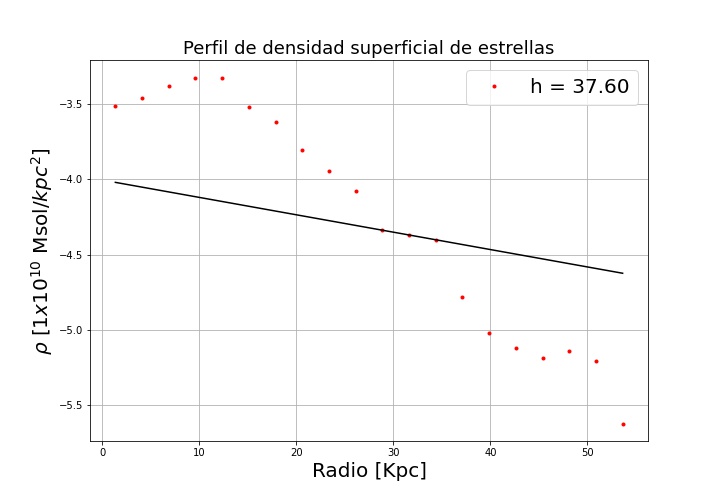 Perfil de densidad superficial de estrellas
h = 37.60
−3.5
−4.0
−4.5
−5.0
−5.5
ρ [1x10¹⁰ Msol/kpc²]
0 10 20 30 40 50
Radio [Kpc]